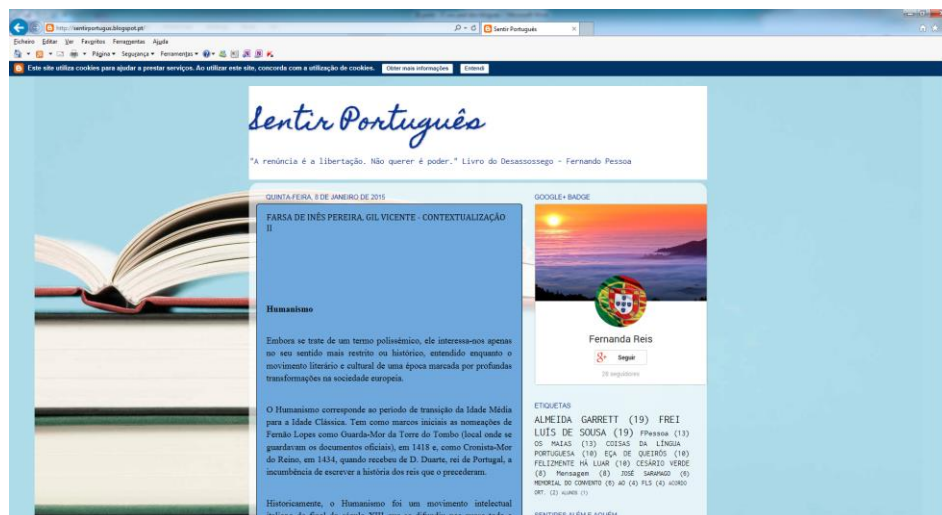 http://sentirportugus.blogspot.pt/
Sentir Português
Ficheiro Editar Ver Favoritos Ferramentas Ajuda
Página Segurança Ferramentas
Este site utiliza cookies para ajudar a prestar serviços. Ao utilizar este site, concorda com a utilização de cookies. Obter mais informações Entendi
Sentir Português
"A renúncia é a libertação. Não querer é poder." Livro do Desassossego - Fernando Pessoa
QUINTA-FEIRA, 8 DE JANEIRO DE 2015
FARSA DE INÊS PEREIRA, GIL VICENTE - CONTEXTUALIZAÇÃO
II
Humanismo
Embora se trate de um termo polissémico, ele interessa-nos apenas
no seu sentido mais restrito ou histórico, entendido enquanto o
movimento literário e cultural de uma época marcada por profundas
transformações na sociedade europeia.
O Humanismo corresponde ao período de transição da Idade Média
para a Idade Clássica. Tem como marcos iniciais as nomeações de
Fernão Lopes como Guarda-Mor da Torre do Tombo (local onde se
guardavam os documentos oficiais), em 1418 e, como Cronista-Mor
do Reino, em 1434, quando recebeu de D. Duarte, rei de Portugal, a
incumbência de escrever a história dos reis que o precederam.
Historicamente, o Humanismo foi um movimento intelectual
GOOGLE+ BADGE
Fernanda Reis
Seguir
28 seguidores
ETIQUETAS
ALMEIDA GARRETT (19) FREI
LUÍS DE SOUSA (19) FPessoa (13)
OS MAIAS (13) COISAS DA LÍNGUA
PORTUGUESA (10) EÇA DE QUEIRÓS (10)
FELIZMENTE HÁ LUAR (10) CESÁRIO VERDE
(8) Mensagem (8) JOSÉ SARAMAGO (6)
MEMORIAL DO CONVENTO (6) AO (4) PLS (4) ACORDO
ORT. (2) ALUNOS (1)